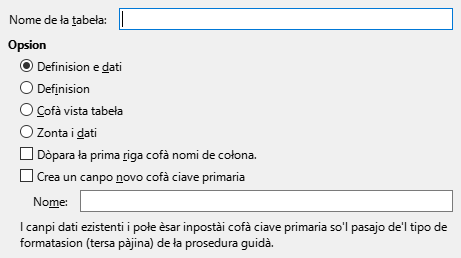 Nome de ła tabeła:
Opsion
Definision e dati
Definision
Cofà vista tabeła
Zonta i dati
Dòpara ła prima riga cofà nomi de cołona.
Crea un canpo novo cofà ciave primaria
Nome:
I canpi dati ezistenti i połe èsar inpostài cofà ciave primaria so'l pasajo de'l tipo de
formatasion (tersa pàjina) de ła prosedura guidà.